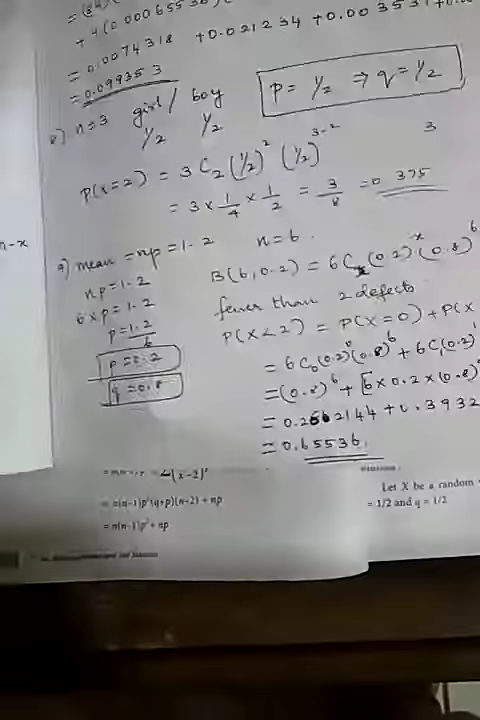 + 4(0.000655
= 0.0074318 + 0.021234 + 0.003531
= 0.099353
8) n=3 girl / boy
1/2 1/2
p = 1/2 ⇒ q = 1/2
P(x=2) = 3C2 (1/2)² (1/2)³⁻²
3
= 3 × 1/4 × 1/2 = 3/8 = 0.375
n-x
9) mean = np = 1.2 n=6.
np = 1.2
6×p = 1.2
p = 1.2/6
p = 0.2
q = 0.8
B(6,0.2) = 6Cx (0.2)ˣ (0.8)⁶
fewer than 2 defects
P(X<2) = P(X=0) + P(X
= 6C0 (0.2)⁰ (0.8)⁶ + 6C1 (0.2)¹
= (0.8)⁶ + [6 × 0.2 × (0.8)
= 0.262144 + 0.3932
= 0.65536.
= n(n-1)p²(q+p)(n-2) + np
= n(n-1)p² + np
Let X be a random
= 1/2 and q = 1/2